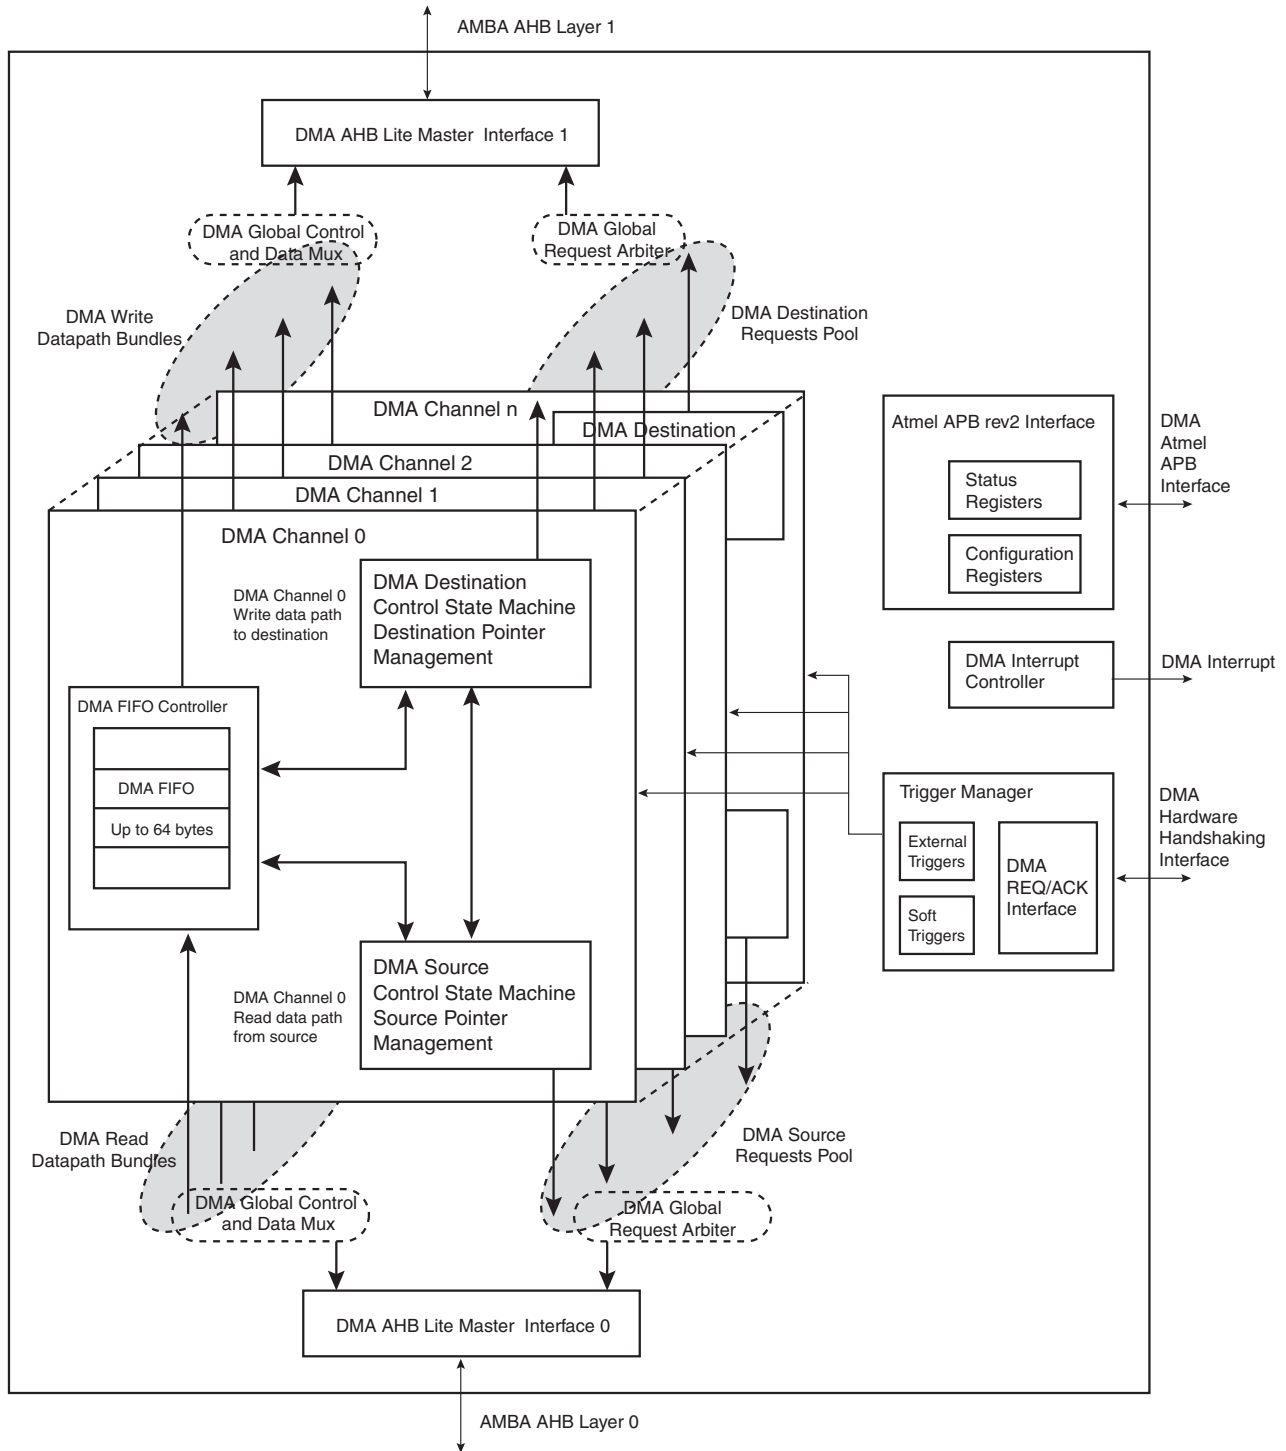 AMBA AHB Layer 1
DMA AHB Lite Master Interface 1
DMA Global Control
and Data Mux
DMA Global
Request Arbiter
DMA Write
Datapath Bundles
DMA Destination
Requests Pool
DMA Channel n
DMA Destination
DMA Channel 2
DMA Channel 1
DMA Channel 0
DMA Destination
Control State Machine
Destination Pointer
Management
DMA Channel 0
Write data path
to destination
DMA FIFO Controller
DMA FIFO
Up to 64 bytes
DMA Source
Control State Machine
Source Pointer
Management
DMA Channel 0
Read data path
from source
Atmel APB rev2 Interface
Status
Registers
Configuration
Registers
DMA
Atmel
APB
Interface
DMA Interrupt
Controller
DMA Interrupt
Trigger Manager
External
Triggers
Soft
Triggers
DMA
REQ/ACK
Interface
DMA
Hardware
Handshaking
Interface
DMA Read
Datapath Bundles
DMA Source
Requests Pool
DMA Global Control
and Data Mux
DMA Global
Request Arbiter
DMA AHB Lite Master Interface 0
AMBA AHB Layer 0